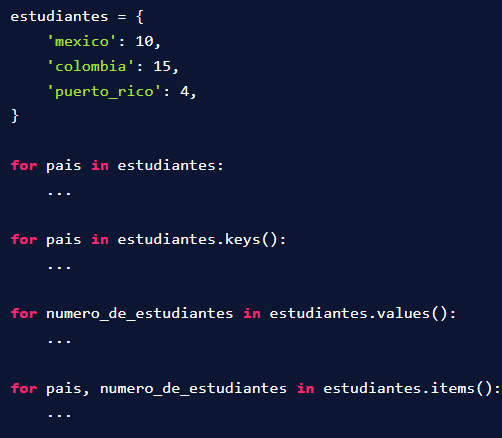 estudiantes = {
    'mexico': 10,
    'colombia': 15,
    'puerto_rico': 4,
}
for pais in estudiantes:
    ...
for pais in estudiantes.keys():
    ...
for numero_de_estudiantes in estudiantes.values():
    ...
for pais, numero_de_estudiantes in estudiantes.items():
    ...